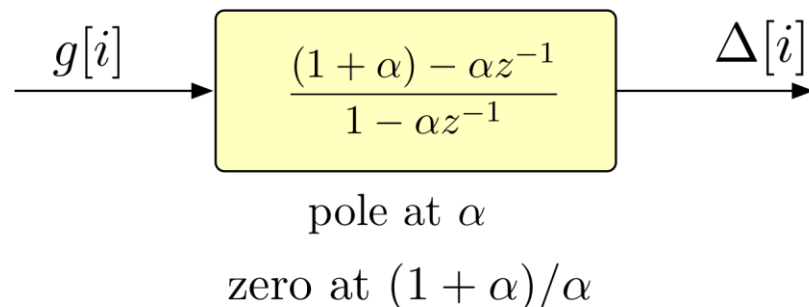 g[i]
(1 + α) − αz⁻¹
1 − αz⁻¹
Δ[i]
pole at α
zero at (1 + α)/α